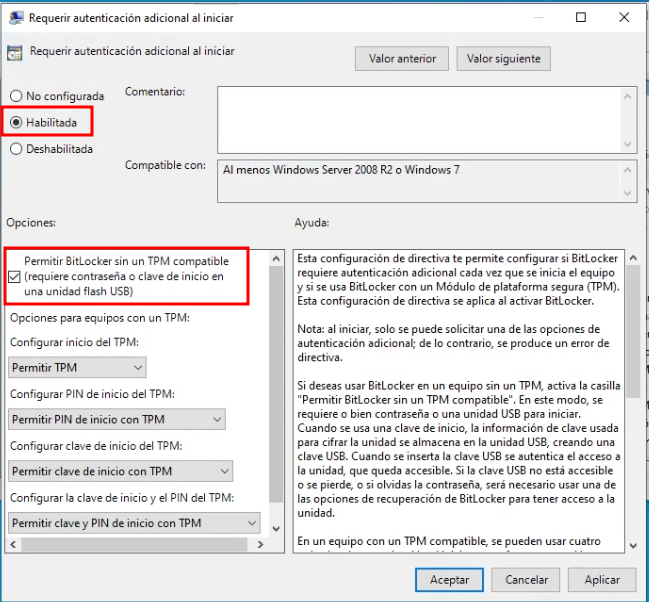 Requerir autenticación adicional al iniciar
Requerir autenticación adicional al iniciar
Valor anterior
Valor siguiente
No configurada
Comentario:
Habilitada
Deshabilitada
Compatible con:
Al menos Windows Server 2008 R2 o Windows 7
Opciones:
Ayuda:
Permitir BitLocker sin un TPM compatible
(requiere contraseña o clave de inicio en
una unidad flash USB)
Opciones para equipos con un TPM:
Configurar inicio del TPM:
Permitir TPM
Configurar PIN de inicio del TPM:
Permitir PIN de inicio con TPM
Configurar clave de inicio del TPM:
Permitir clave de inicio con TPM
Configurar la clave de inicio y el PIN del TPM:
Permitir clave y PIN de inicio con TPM
Esta configuración de directiva te permite configurar si BitLocker
requiere autenticación adicional cada vez que se inicia el equipo
y si se usa BitLocker con un Módulo de plataforma segura (TPM).
Esta configuración de directiva se aplica al activar BitLocker.
Nota: al iniciar, solo se puede solicitar una de las opciones de
autenticación adicional; de lo contrario, se produce un error de
directiva.
Si deseas usar BitLocker en un equipo sin un TPM, activa la casilla
"Permitir BitLocker sin un TPM compatible". En este modo, se
requiere o bien contraseña o una unidad USB para iniciar.
Cuando se usa una clave de inicio, la información de clave usada
para cifrar la unidad se almacena en la unidad USB, creando una
clave USB. Cuando se inserta la clave USB se autentica el acceso a
la unidad, que queda accesible. Si la clave USB no está accesible
o se pierde, o si olvidas la contraseña, será necesario usar una de
las opciones de recuperación de BitLocker para tener acceso a la
unidad.
En un equipo con un TPM compatible, se pueden usar cuatro
Aceptar
Cancelar
Aplicar